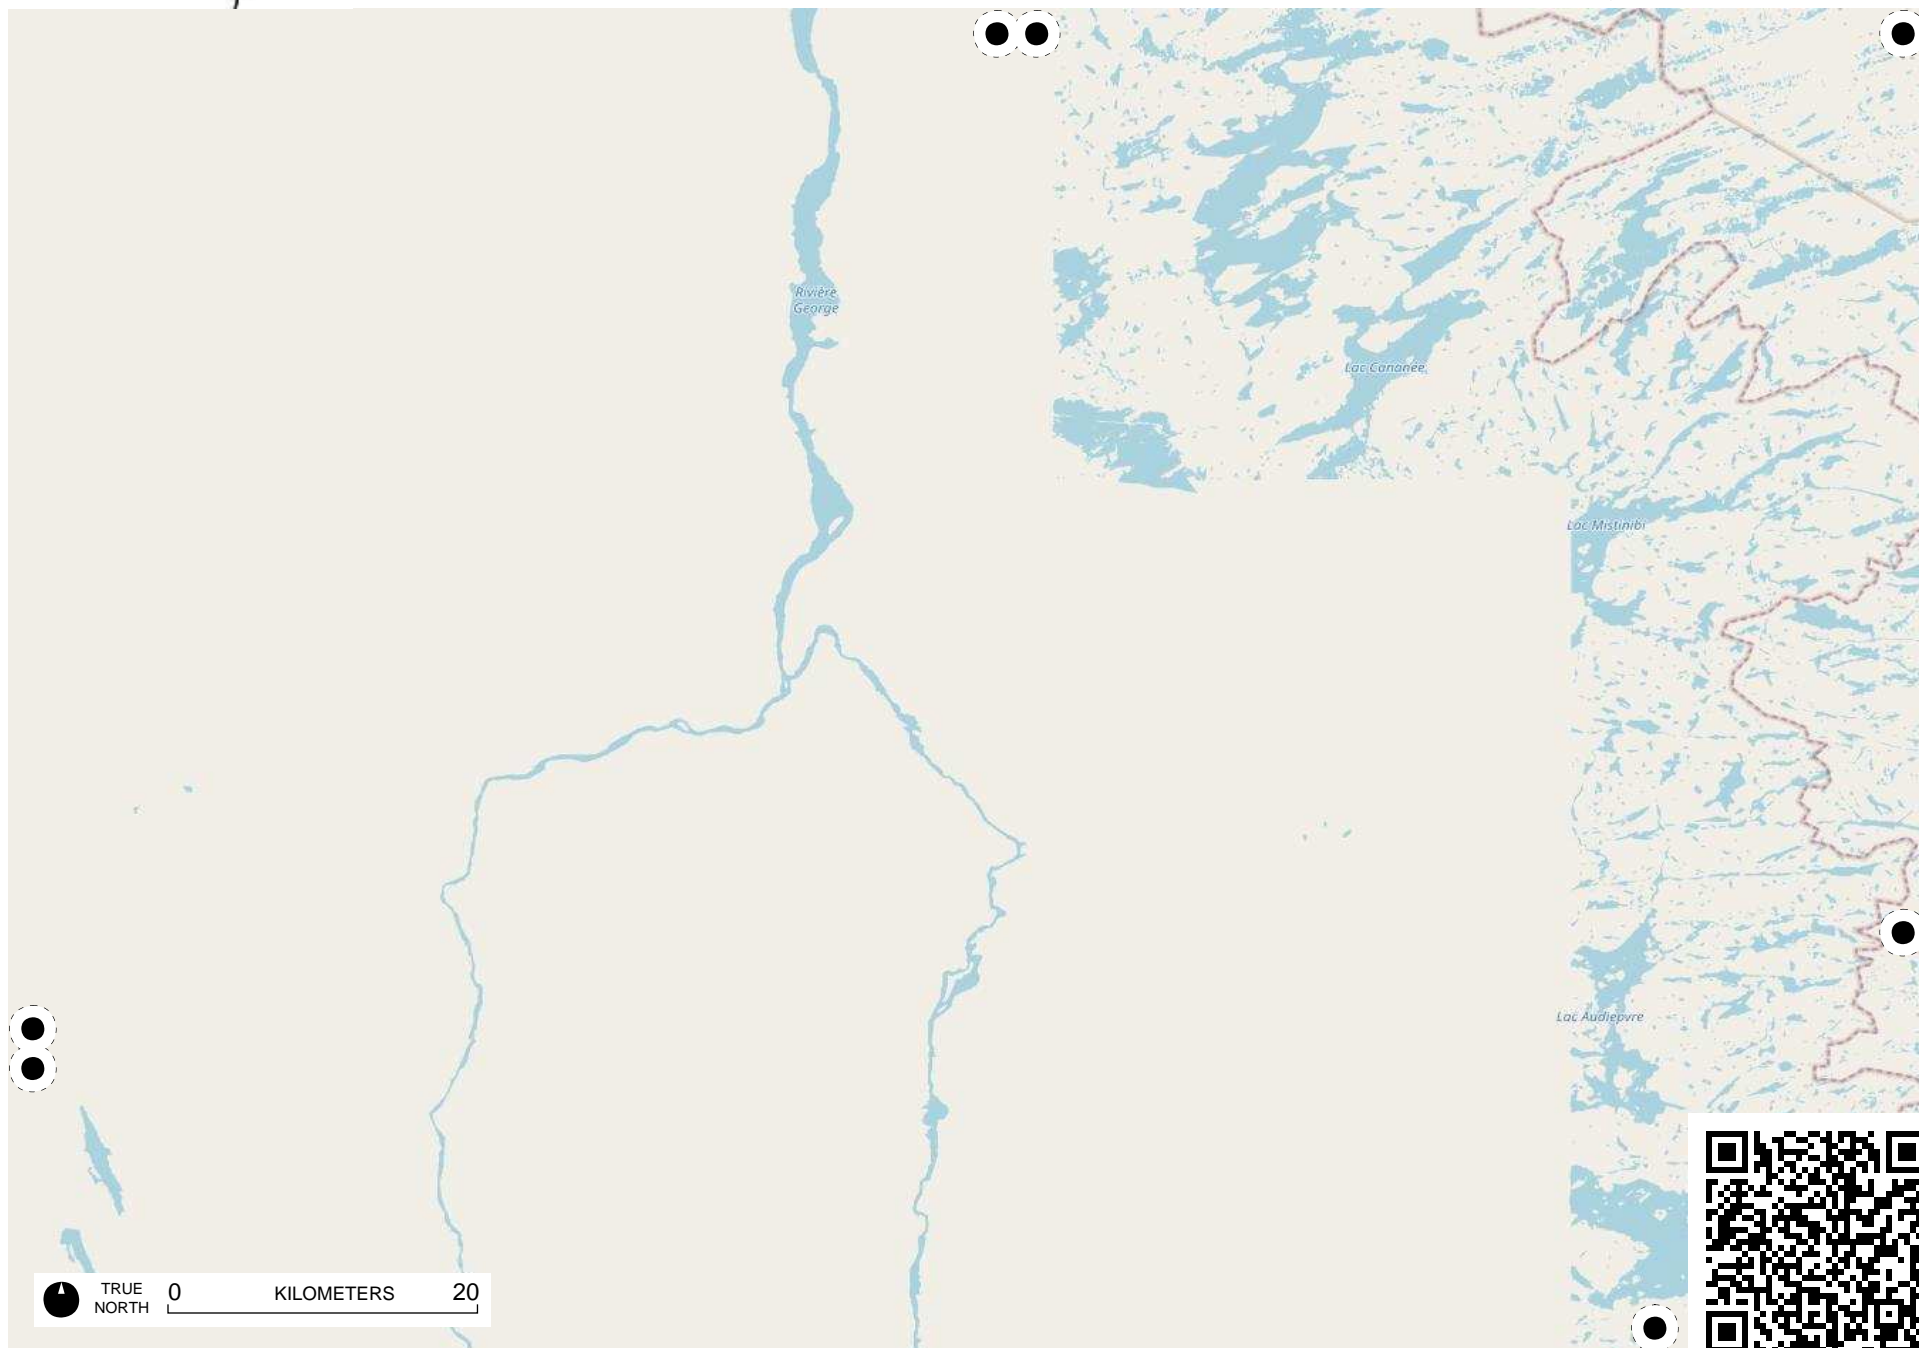 Rivière
George
Lac Cananée
Lac Mistinibi
Lac Audiepvre
TRUE
NORTH
0 KILOMETERS 20